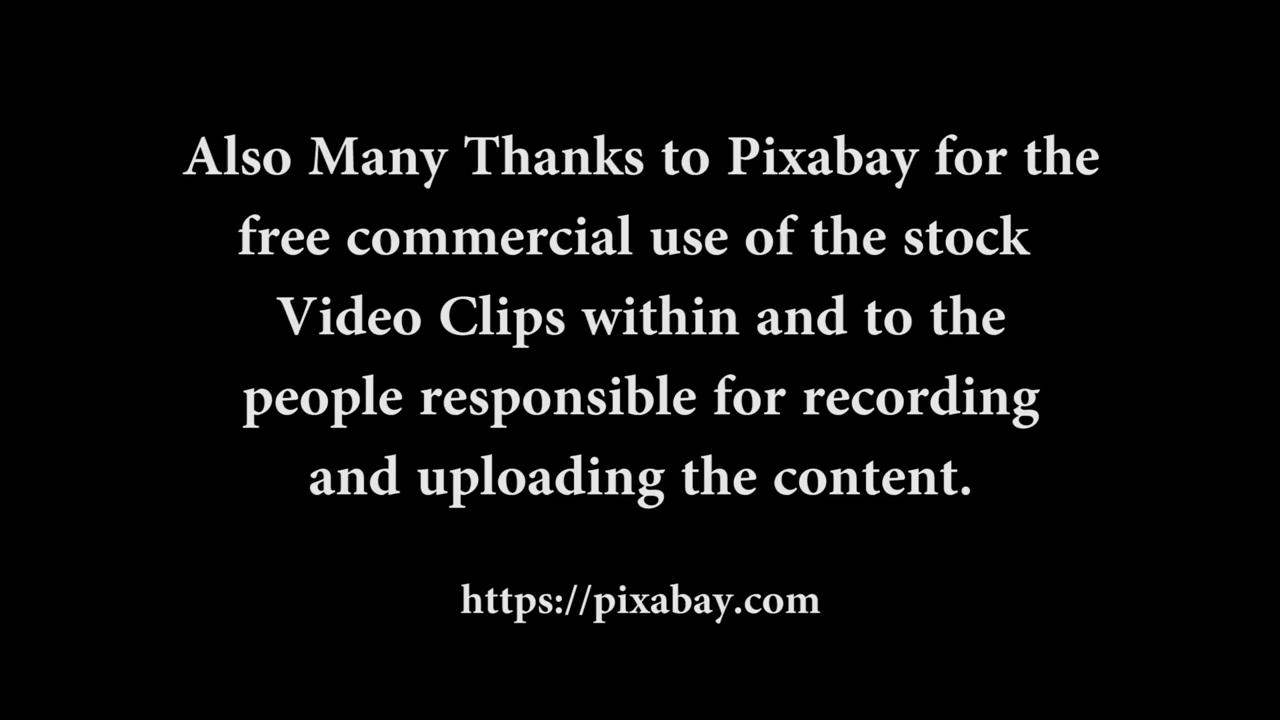 Also Many Thanks to Pixabay for the
free commercial use of the stock
Video Clips within and to the
people responsible for recording
and uploading the content.
https://pixabay.com